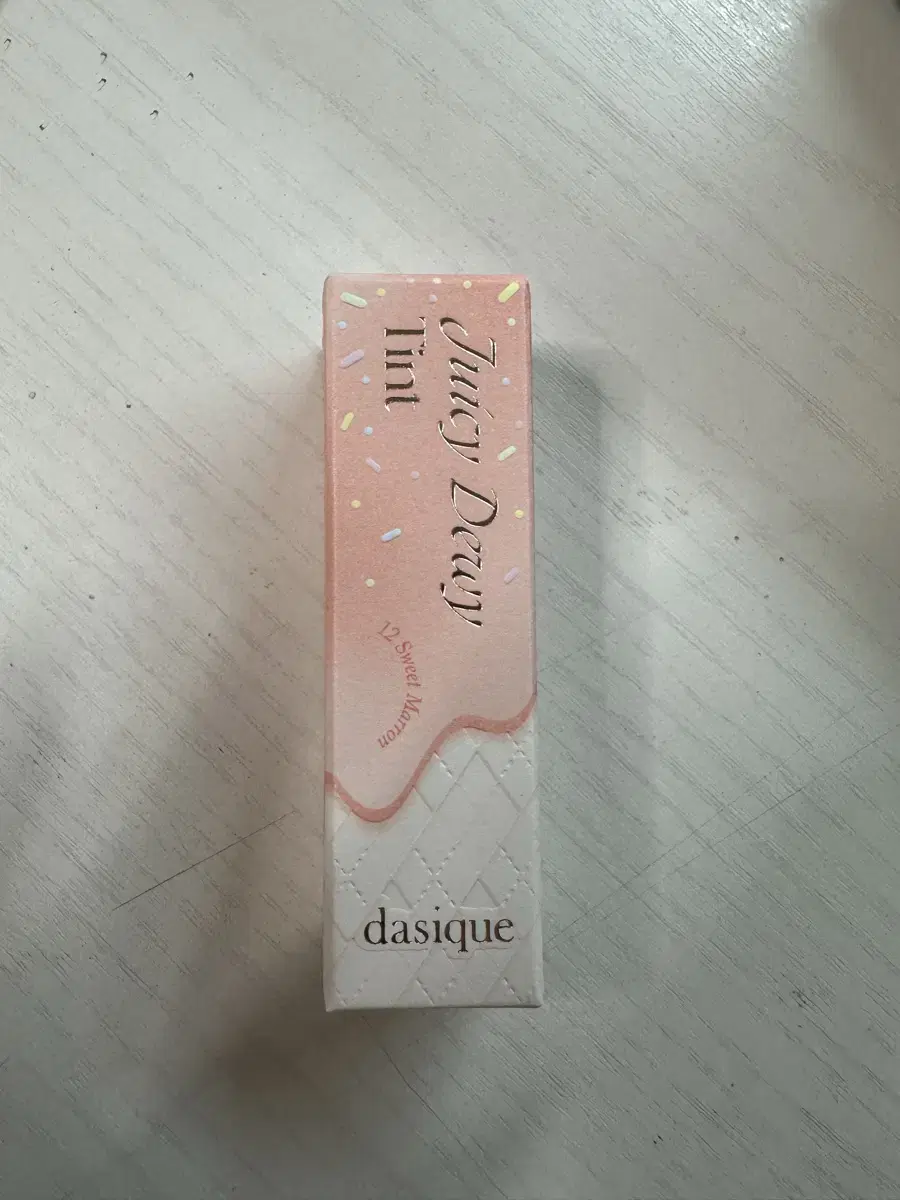 Juicy Dewy
Tint
12 Sweet Marron
dasique